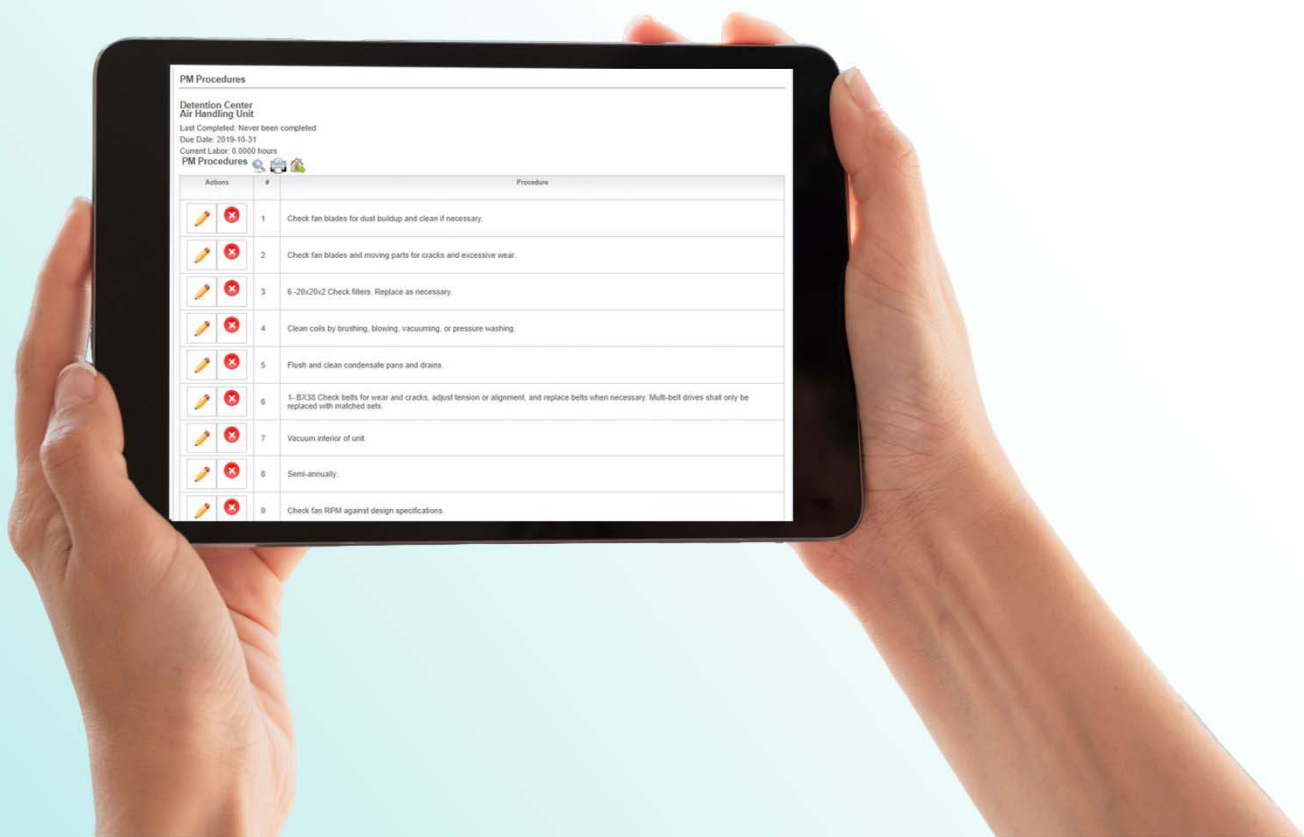 PM Procedures
Detention Center
Air Handling Unit
Last Completed: Never been completed
Due Date: 2019-10-31
Current Labor: 0.0000 hours
PM Procedures
Actions # Procedure
1 Check fan blades for dust buildup and clean if necessary.
2 Check fan blades and moving parts for cracks and excessive wear.
3 6 -20x20x2 Check filters. Replace as necessary.
4 Clean coils by brushing, blowing, vacuuming, or pressure washing.
5 Flush and clean condensate pans and drains.
6 1- BX38 Check belts for wear and cracks, adjust tension or alignment, and replace belts when necessary. Multi-belt drives shall only be
replaced with matched sets.
7 Vacuum interior of unit.
8 Semi-annually:
9 Check fan RPM against design specifications.